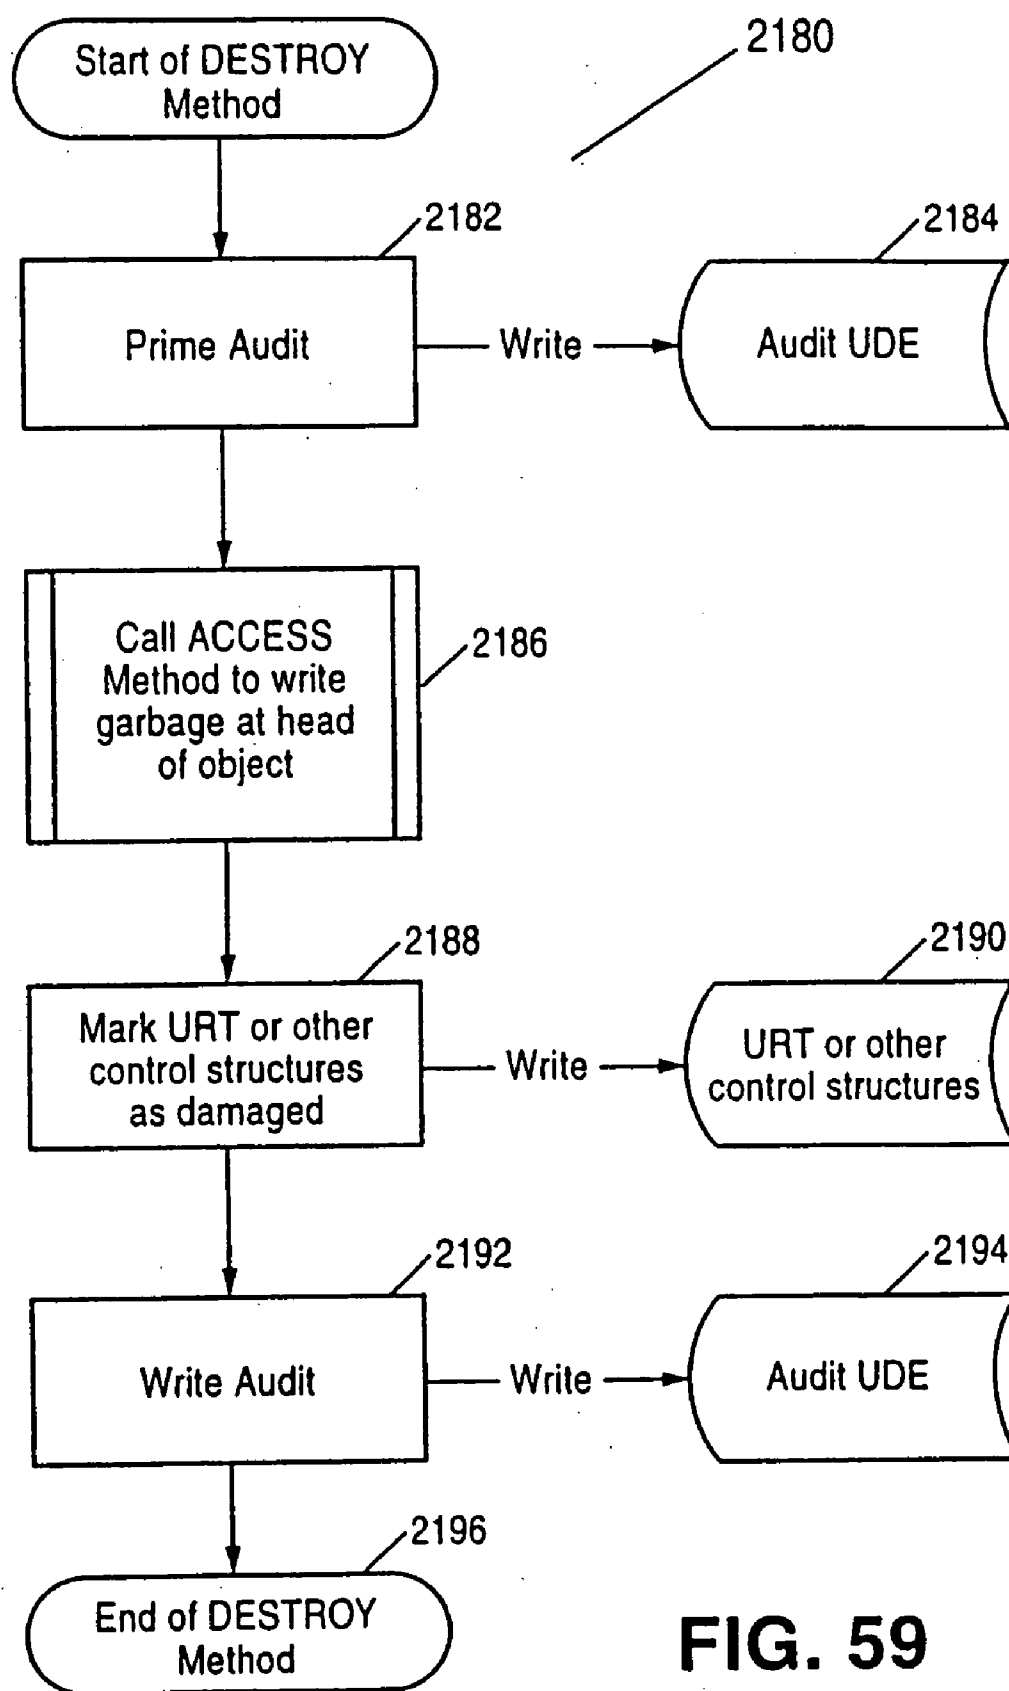 Start of DESTROY
Method
2180
2182
2184
Prime Audit
Write
Audit UDE
Call ACCESS
Method to write
garbage at head
of object
2186
2188
2190
Mark URT or other
control structures
as damaged
Write
URT or other
control structures
2192
2194
Write Audit
Write
Audit UDE
2196
End of DESTROY
Method
FIG. 59